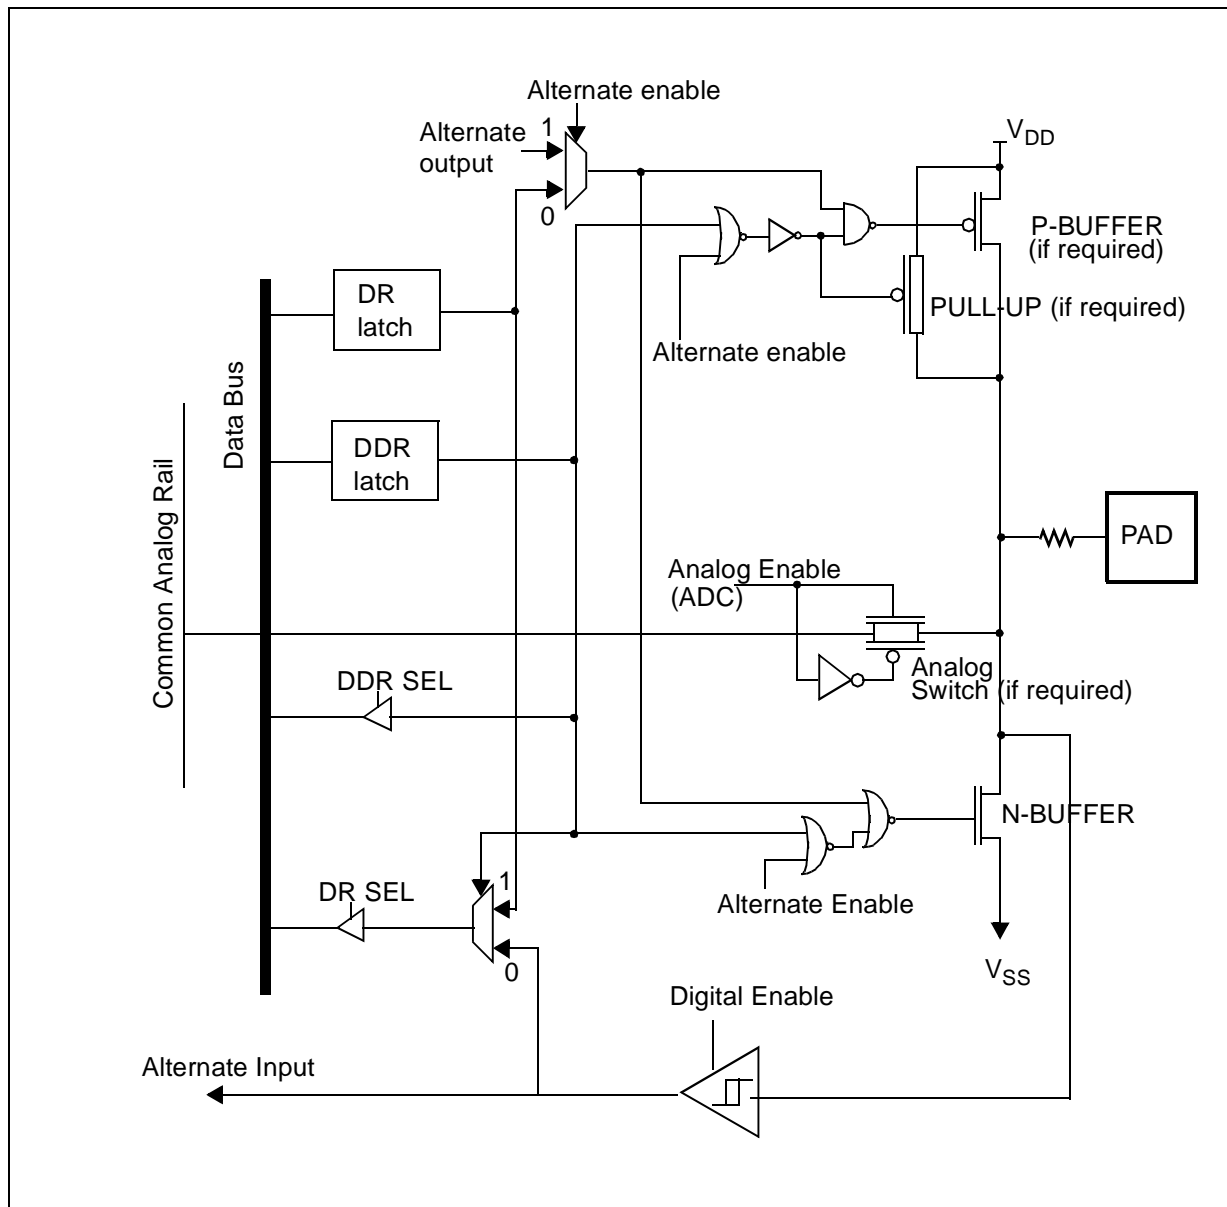 Alternate enable
1
Alternate
output
0
VDD
P-BUFFER
(if required)
DR
latch
PULL-UP (if required)
Alternate enable
Data Bus
DDR
latch
Common Analog Rail
PAD
Analog Enable
(ADC)
Analog
Switch (if required)
DDR SEL
N-BUFFER
DR SEL
1
Alternate Enable
0
VSS
Digital Enable
Alternate Input